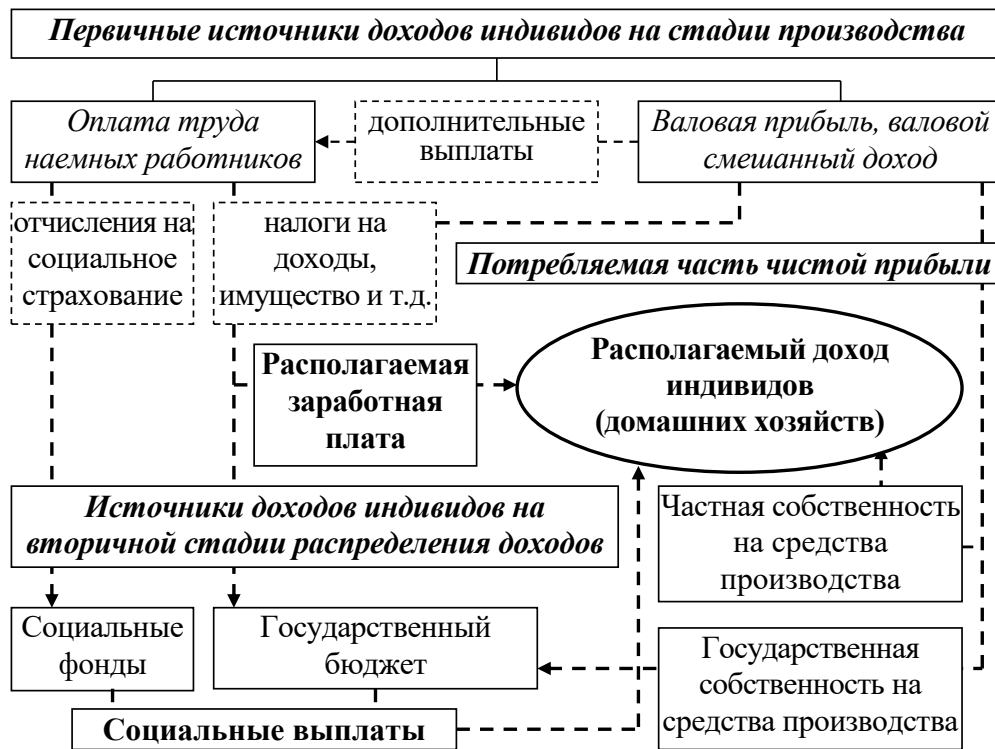 Первичные источники доходов индивидов на стадии производства
Оплата труда
наемных работников
дополнительные
выплаты
Валовая прибыль, валовой
смешанный доход
отчисления на
социальное
страхование
налоги на
доходы,
имущество и т.д.
Потребляемая часть чистой прибыли
Располагаемая
заработная
плата
Располагаемый доход
индивидов
(домашних хозяйств)
Источники доходов индивидов на
вторичной стадии распределения доходов
Частная собственность
на средства
производства
Социальные
фонды
Государственный
бюджет
Государственная
собственность на
средства производства
Социальные выплаты